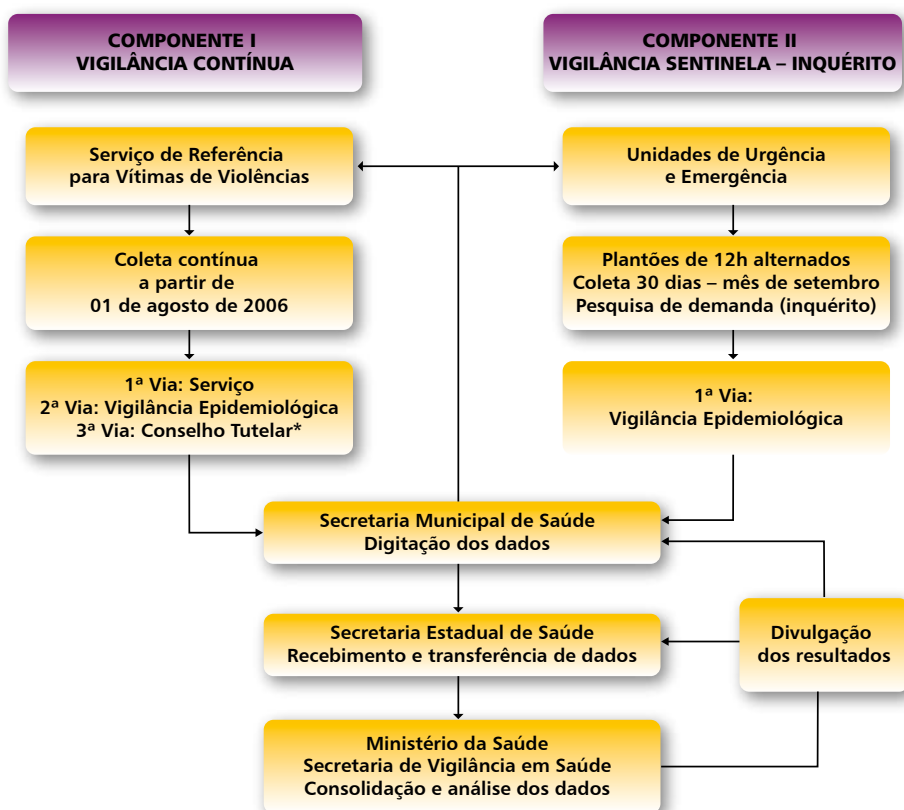 COMPONENTE I
VIGILÂNCIA CONTÍNUA
COMPONENTE II
VIGILÂNCIA SENTINELA – INQUÉRITO
Serviço de Referência
para Vítimas de Violências
Unidades de Urgência
e Emergência
Coleta contínua
a partir de
01 de agosto de 2006
Plantões de 12h alternados
Coleta 30 dias – mês de setembro
Pesquisa de demanda (inquérito)
1ª Via: Serviço
2ª Via: Vigilância Epidemiológica
3ª Via: Conselho Tutelar*
1ª Via:
Vigilância Epidemiológica
Secretaria Municipal de Saúde
Digitação dos dados
Secretaria Estadual de Saúde
Recebimento e transferência de dados
Divulgação
dos resultados
Ministério da Saúde
Secretaria de Vigilância em Saúde
Consolidação e análise dos dados